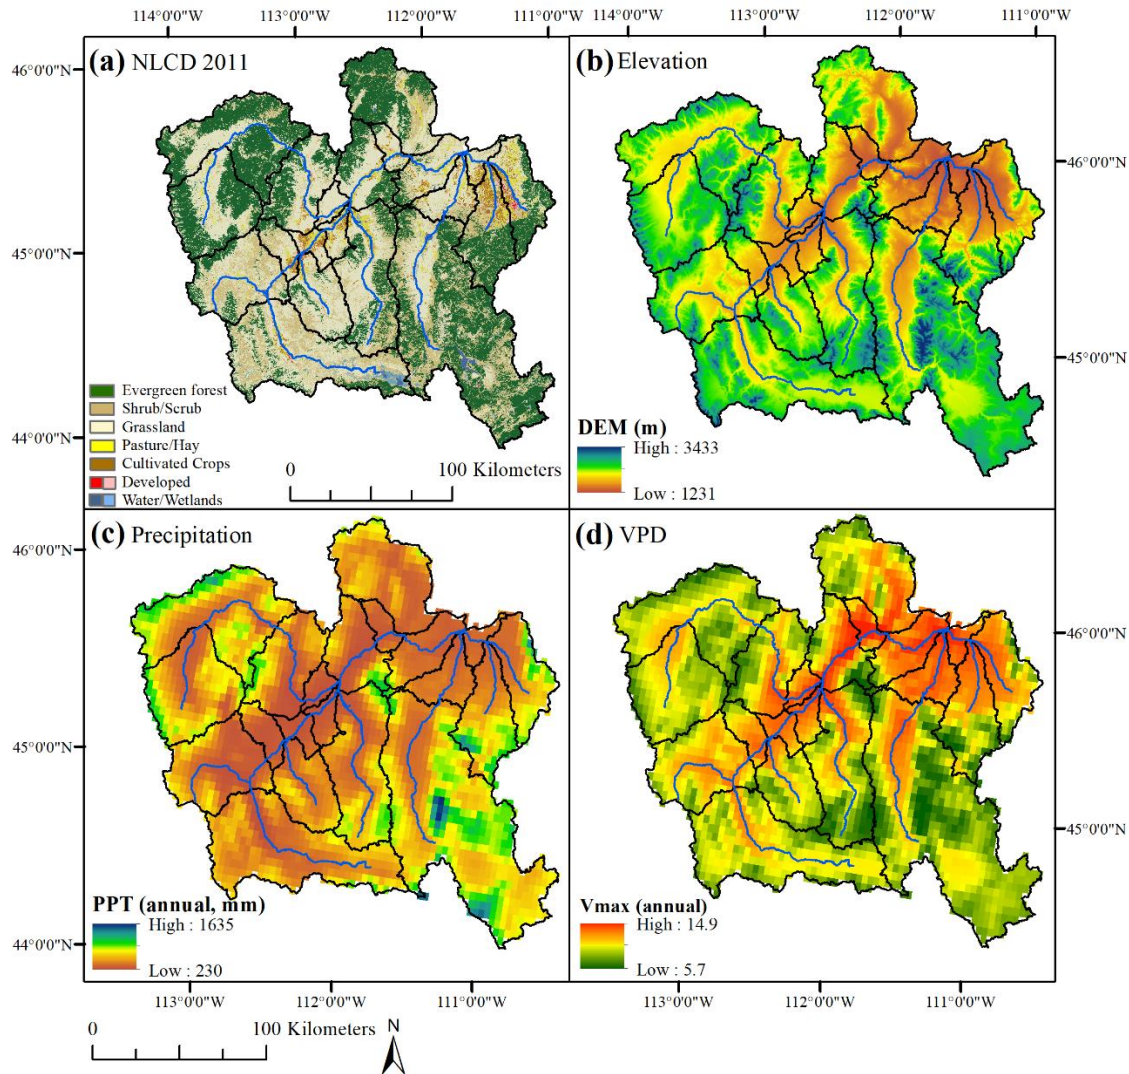 114°0'0"W 113°0'0"W 112°0'0"W 111°0'0"W 114°0'0"W 113°0'0"W 112°0'0"W 111°0'0"W
(a) NLCD 2011
(b) Elevation
46°0'0"N
45°0'0"N
44°0'0"N
46°0'0"N
45°0'0"N
Evergreen forest
Shrub/Scrub
Grassland
Pasture/Hay
Cultivated Crops
Developed
Water/Wetlands
0 100 Kilometers
DEM (m)
High : 3433
Low : 1231
(c) Precipitation
(d) VPD
46°0'0"N
45°0'0"N
44°0'0"N
46°0'0"N
45°0'0"N
PPT (annual, mm)
High : 1635
Low : 230
Vmax (annual)
High : 14.9
Low : 5.7
113°0'0"W 112°0'0"W 111°0'0"W 113°0'0"W 112°0'0"W 111°0'0"W
0 100 Kilometers
N